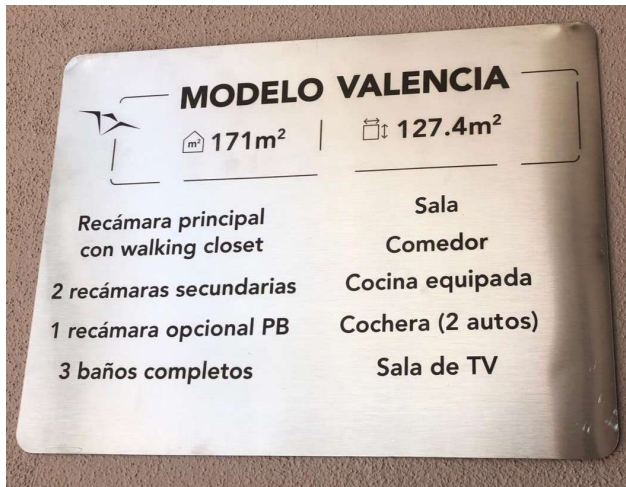 MODELO VALENCIA
m² 171m² | 127.4m²
Recámara principal
con walking closet
2 recámaras secundarias
1 recámara opcional PB
3 baños completos
Sala
Comedor
Cocina equipada
Cochera (2 autos)
Sala de TV